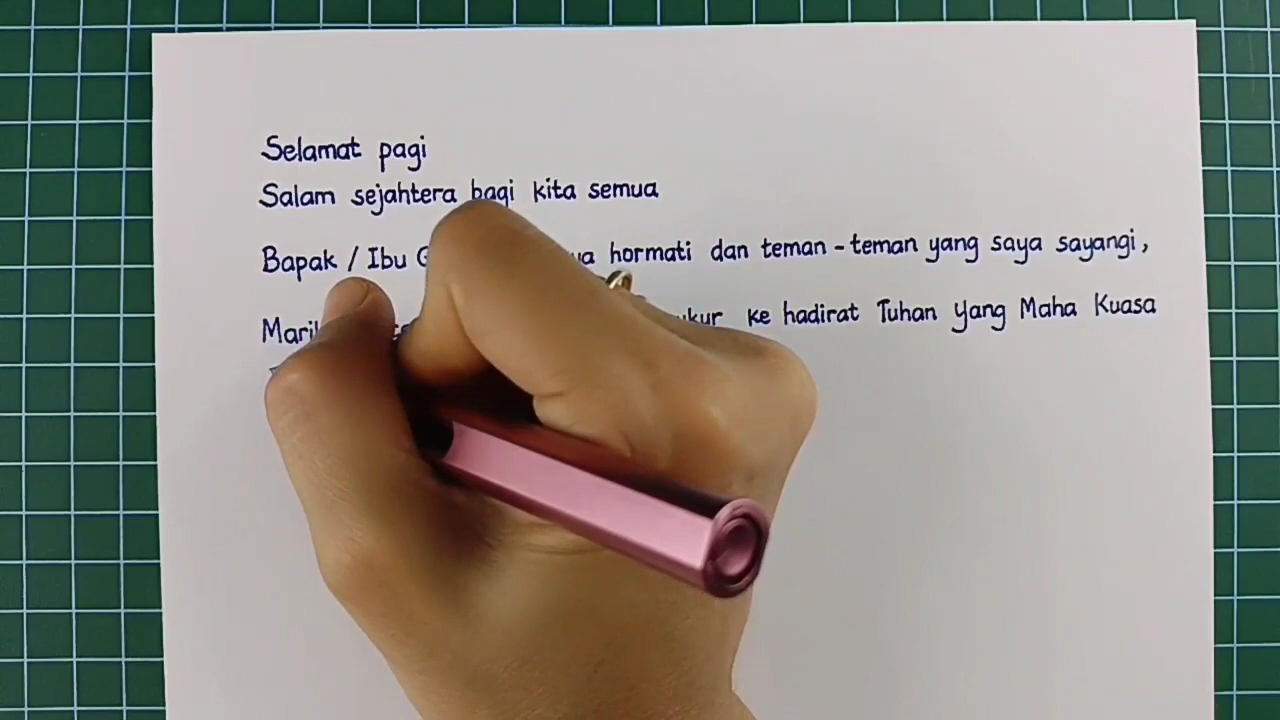 Selamat pagi
Salam sejahtera bagi kita semua
Bapak / Ibu hormati dan teman-teman yang saya sayangi,
ke hadirat Tuhan Yang Maha Kuasa